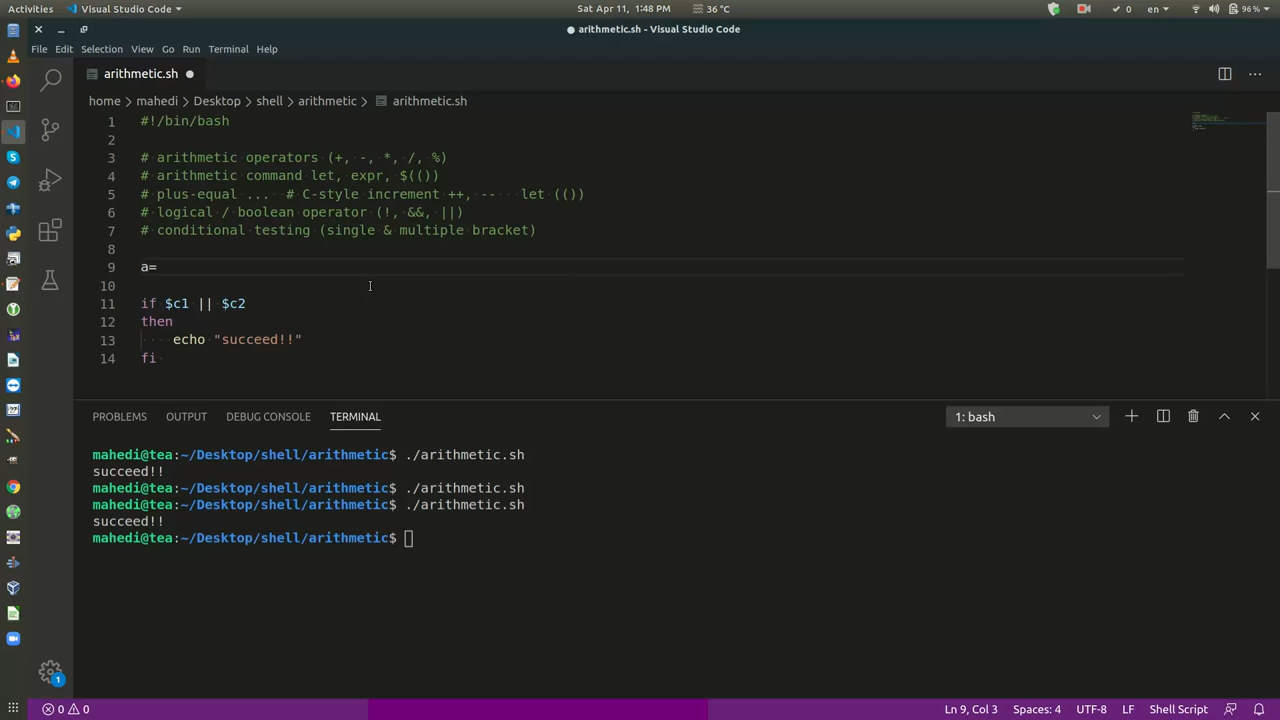 Activities Visual Studio Code Sat Apr 11, 1:48 PM 36 °C 0 en 96 %
arithmetic.sh - Visual Studio Code
File Edit Selection View Go Run Terminal Help
arithmetic.sh
home > mahedi > Desktop > shell > arithmetic > arithmetic.sh
1 #!/bin/bash
2
3 # arithmetic operators (+, -, *, /, %)
4 # arithmetic command let, expr, $(())
5 # plus-equal ... # C-style increment ++, -- let (())
6 # logical / boolean operator (!, &&, ||)
7 # conditional testing (single & multiple bracket)
8
9 a=
10
11 if $c1 || $c2
12 then
13 echo "succeed!!"
14 fi
PROBLEMS OUTPUT DEBUG CONSOLE TERMINAL 1: bash
mahedi@tea:~/Desktop/shell/arithmetic$ ./arithmetic.sh
succeed!!
mahedi@tea:~/Desktop/shell/arithmetic$ ./arithmetic.sh
mahedi@tea:~/Desktop/shell/arithmetic$ ./arithmetic.sh
succeed!!
mahedi@tea:~/Desktop/shell/arithmetic$
1
0 0 Ln 9, Col 3 Spaces: 4 UTF-8 LF Shell Script